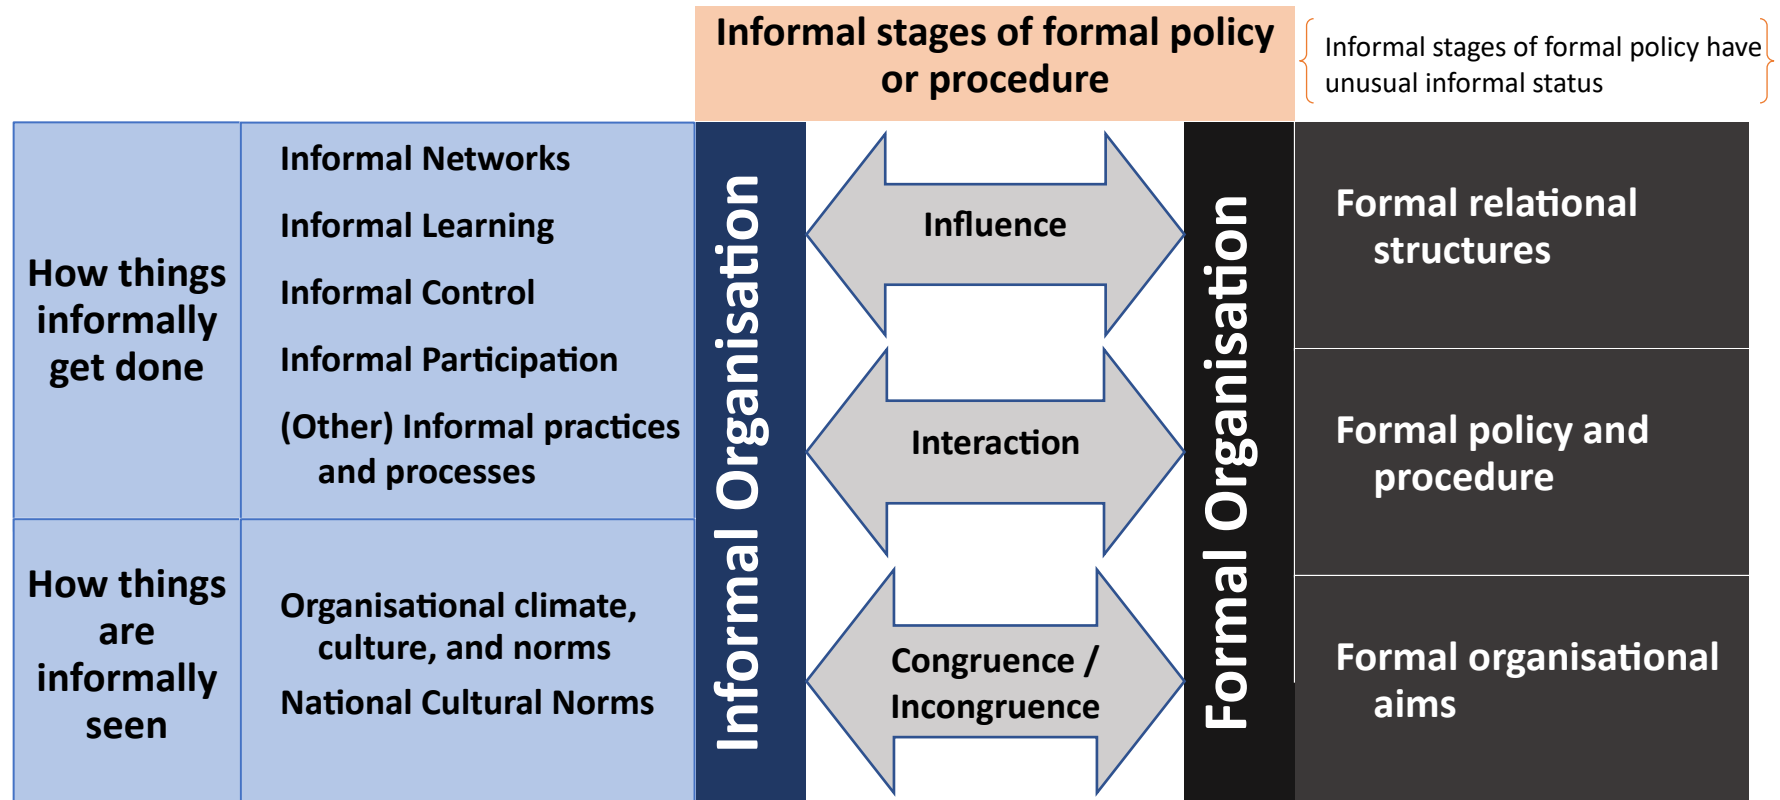 Informal stages of formal policy
or procedure
Informal stages of formal policy have
unusual informal status
How things
informally
get done
Informal Networks
Informal Learning
Informal Control
Informal Participation
(Other) Informal practices
and processes
How things
are
informally
seen
Organisational climate,
culture, and norms
National Cultural Norms
Informal Organisation
Influence
Interaction
Congruence /
Incongruence
Formal Organisation
Formal relational
structures
Formal policy and
procedure
Formal organisational
aims